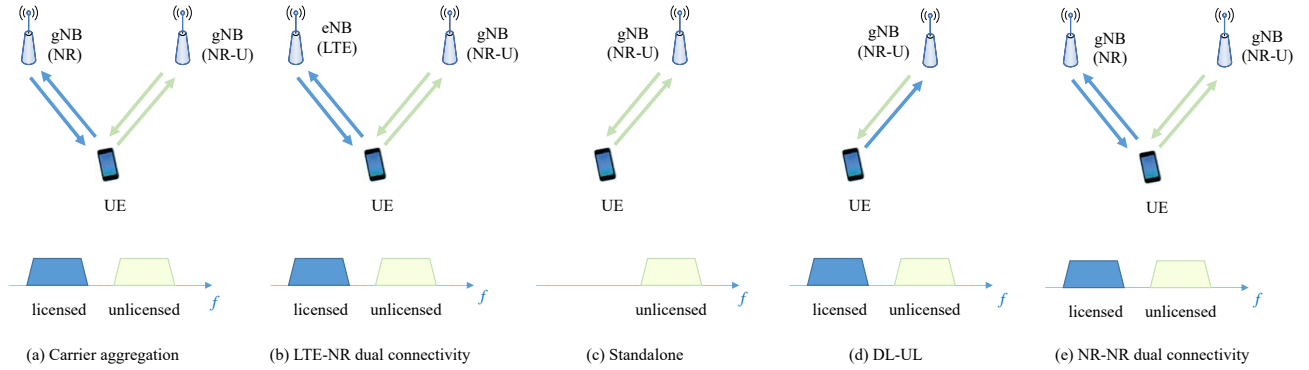 gNB
(NR)
gNB
(NR-U)
UE
licensed
unlicensed
f
(a) Carrier aggregation
eNB
(LTE)
gNB
(NR-U)
UE
licensed
unlicensed
f
(b) LTE-NR dual connectivity
gNB
(NR-U)
UE
unlicensed
f
(c) Standalone
gNB
(NR-U)
UE
licensed
unlicensed
f
(d) DL-UL
gNB
(NR)
gNB
(NR-U)
UE
licensed
unlicensed
f
(e) NR-NR dual connectivity